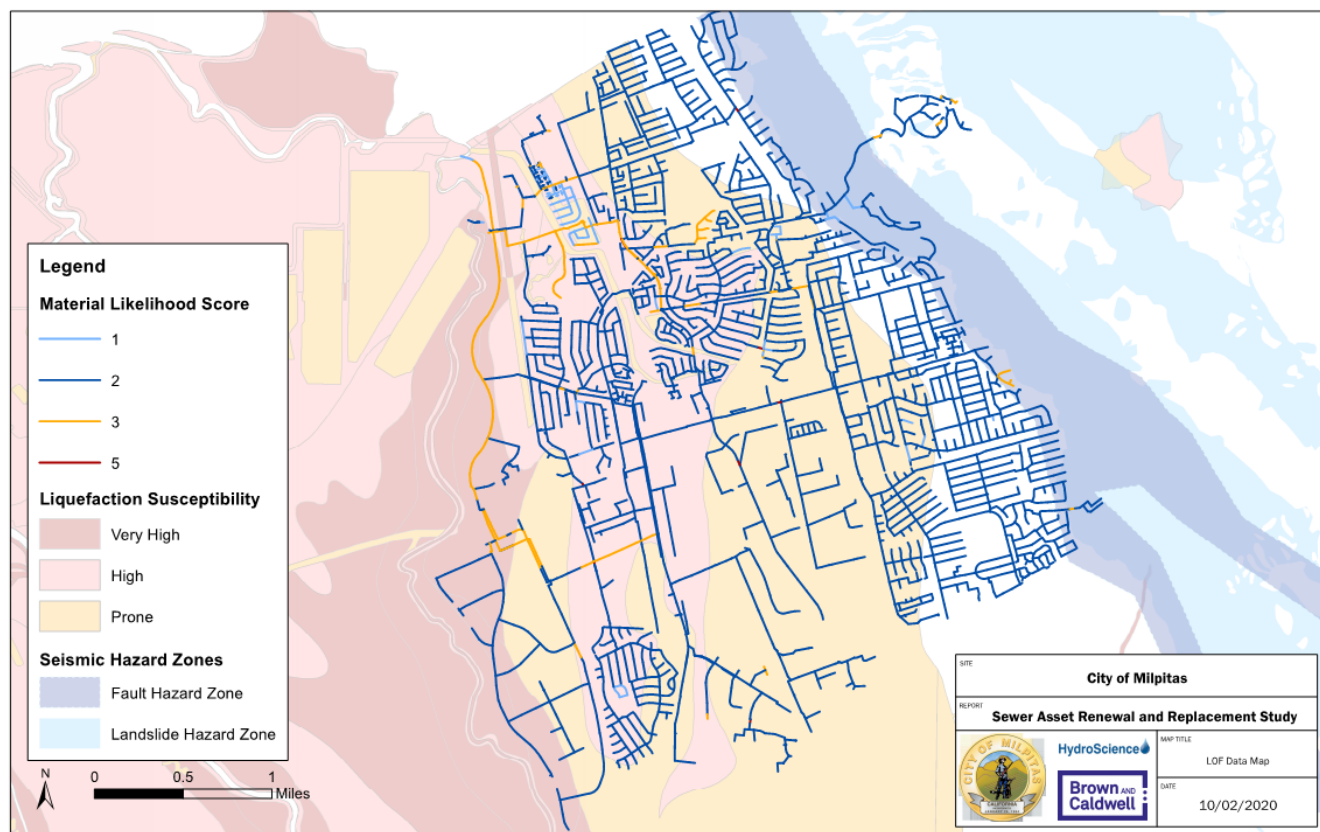 Legend
Material Likelihood Score
1
2
3
5
Liquefaction Susceptibility
Very High
High
Prone
Seismic Hazard Zones
Fault Hazard Zone
Landslide Hazard Zone
N
0 0.5 1
Miles
SITE
City of Milpitas
REPORT
Sewer Asset Renewal and Replacement Study
CITY OF MILPITAS
CALIFORNIA
HydroScience
Brown AND
Caldwell
MAP TITLE
LOF Data Map
DATE
10/02/2020